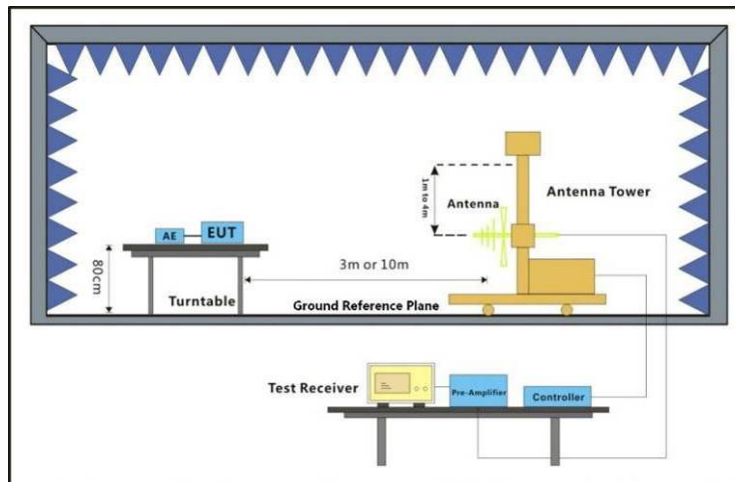 1m to 4m
Antenna
Antenna Tower
AE
EUT
80cm
3m or 10m
Turntable
Ground Reference Plane
Test Receiver
Pre-Amplifier
Controller